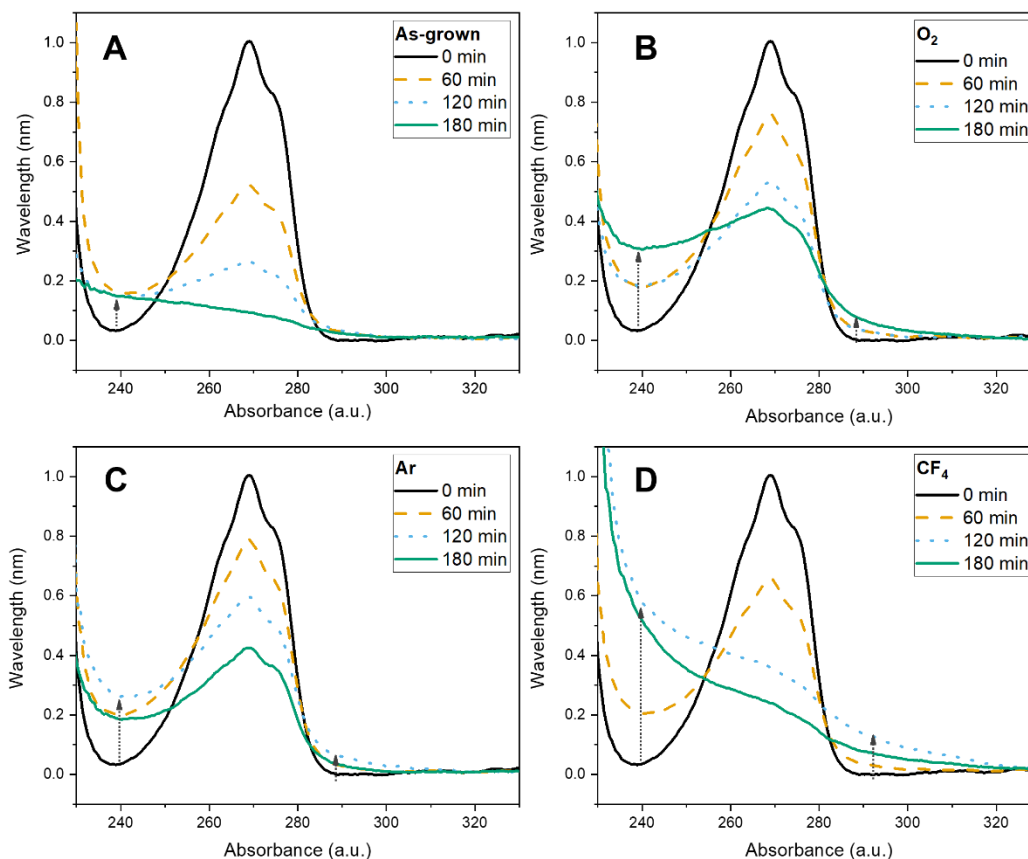 A
As-grown
0 min
60 min
120 min
180 min
1.0
0.8
0.6
0.4
0.2
0.0
Wavelength (nm)
240 260 280 300 320
Absorbance (a.u.)
B
O₂
0 min
60 min
120 min
180 min
1.0
0.8
0.6
0.4
0.2
0.0
Wavelength (nm)
240 260 280 300 320
Absorbance (a.u.)
C
Ar
0 min
60 min
120 min
180 min
1.0
0.8
0.6
0.4
0.2
0.0
Wavelength (nm)
240 260 280 300 320
Absorbance (a.u.)
D
CF₄
0 min
60 min
120 min
180 min
1.0
0.8
0.6
0.4
0.2
0.0
Wavelength (nm)
240 260 280 300 320
Absorbance (a.u.)